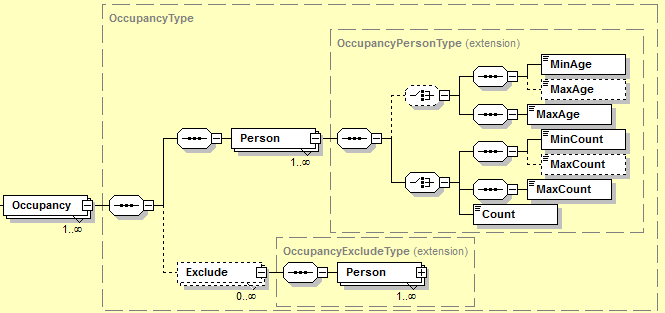 OccupancyType
OccupancyPersonType (extension)
MinAge
MaxAge
MaxAge
Person
1..∞
MinCount
MaxCount
MaxCount
Count
Occupancy
1..∞
OccupancyExcludeType (extension)
Exclude
0..∞
Person
1..∞